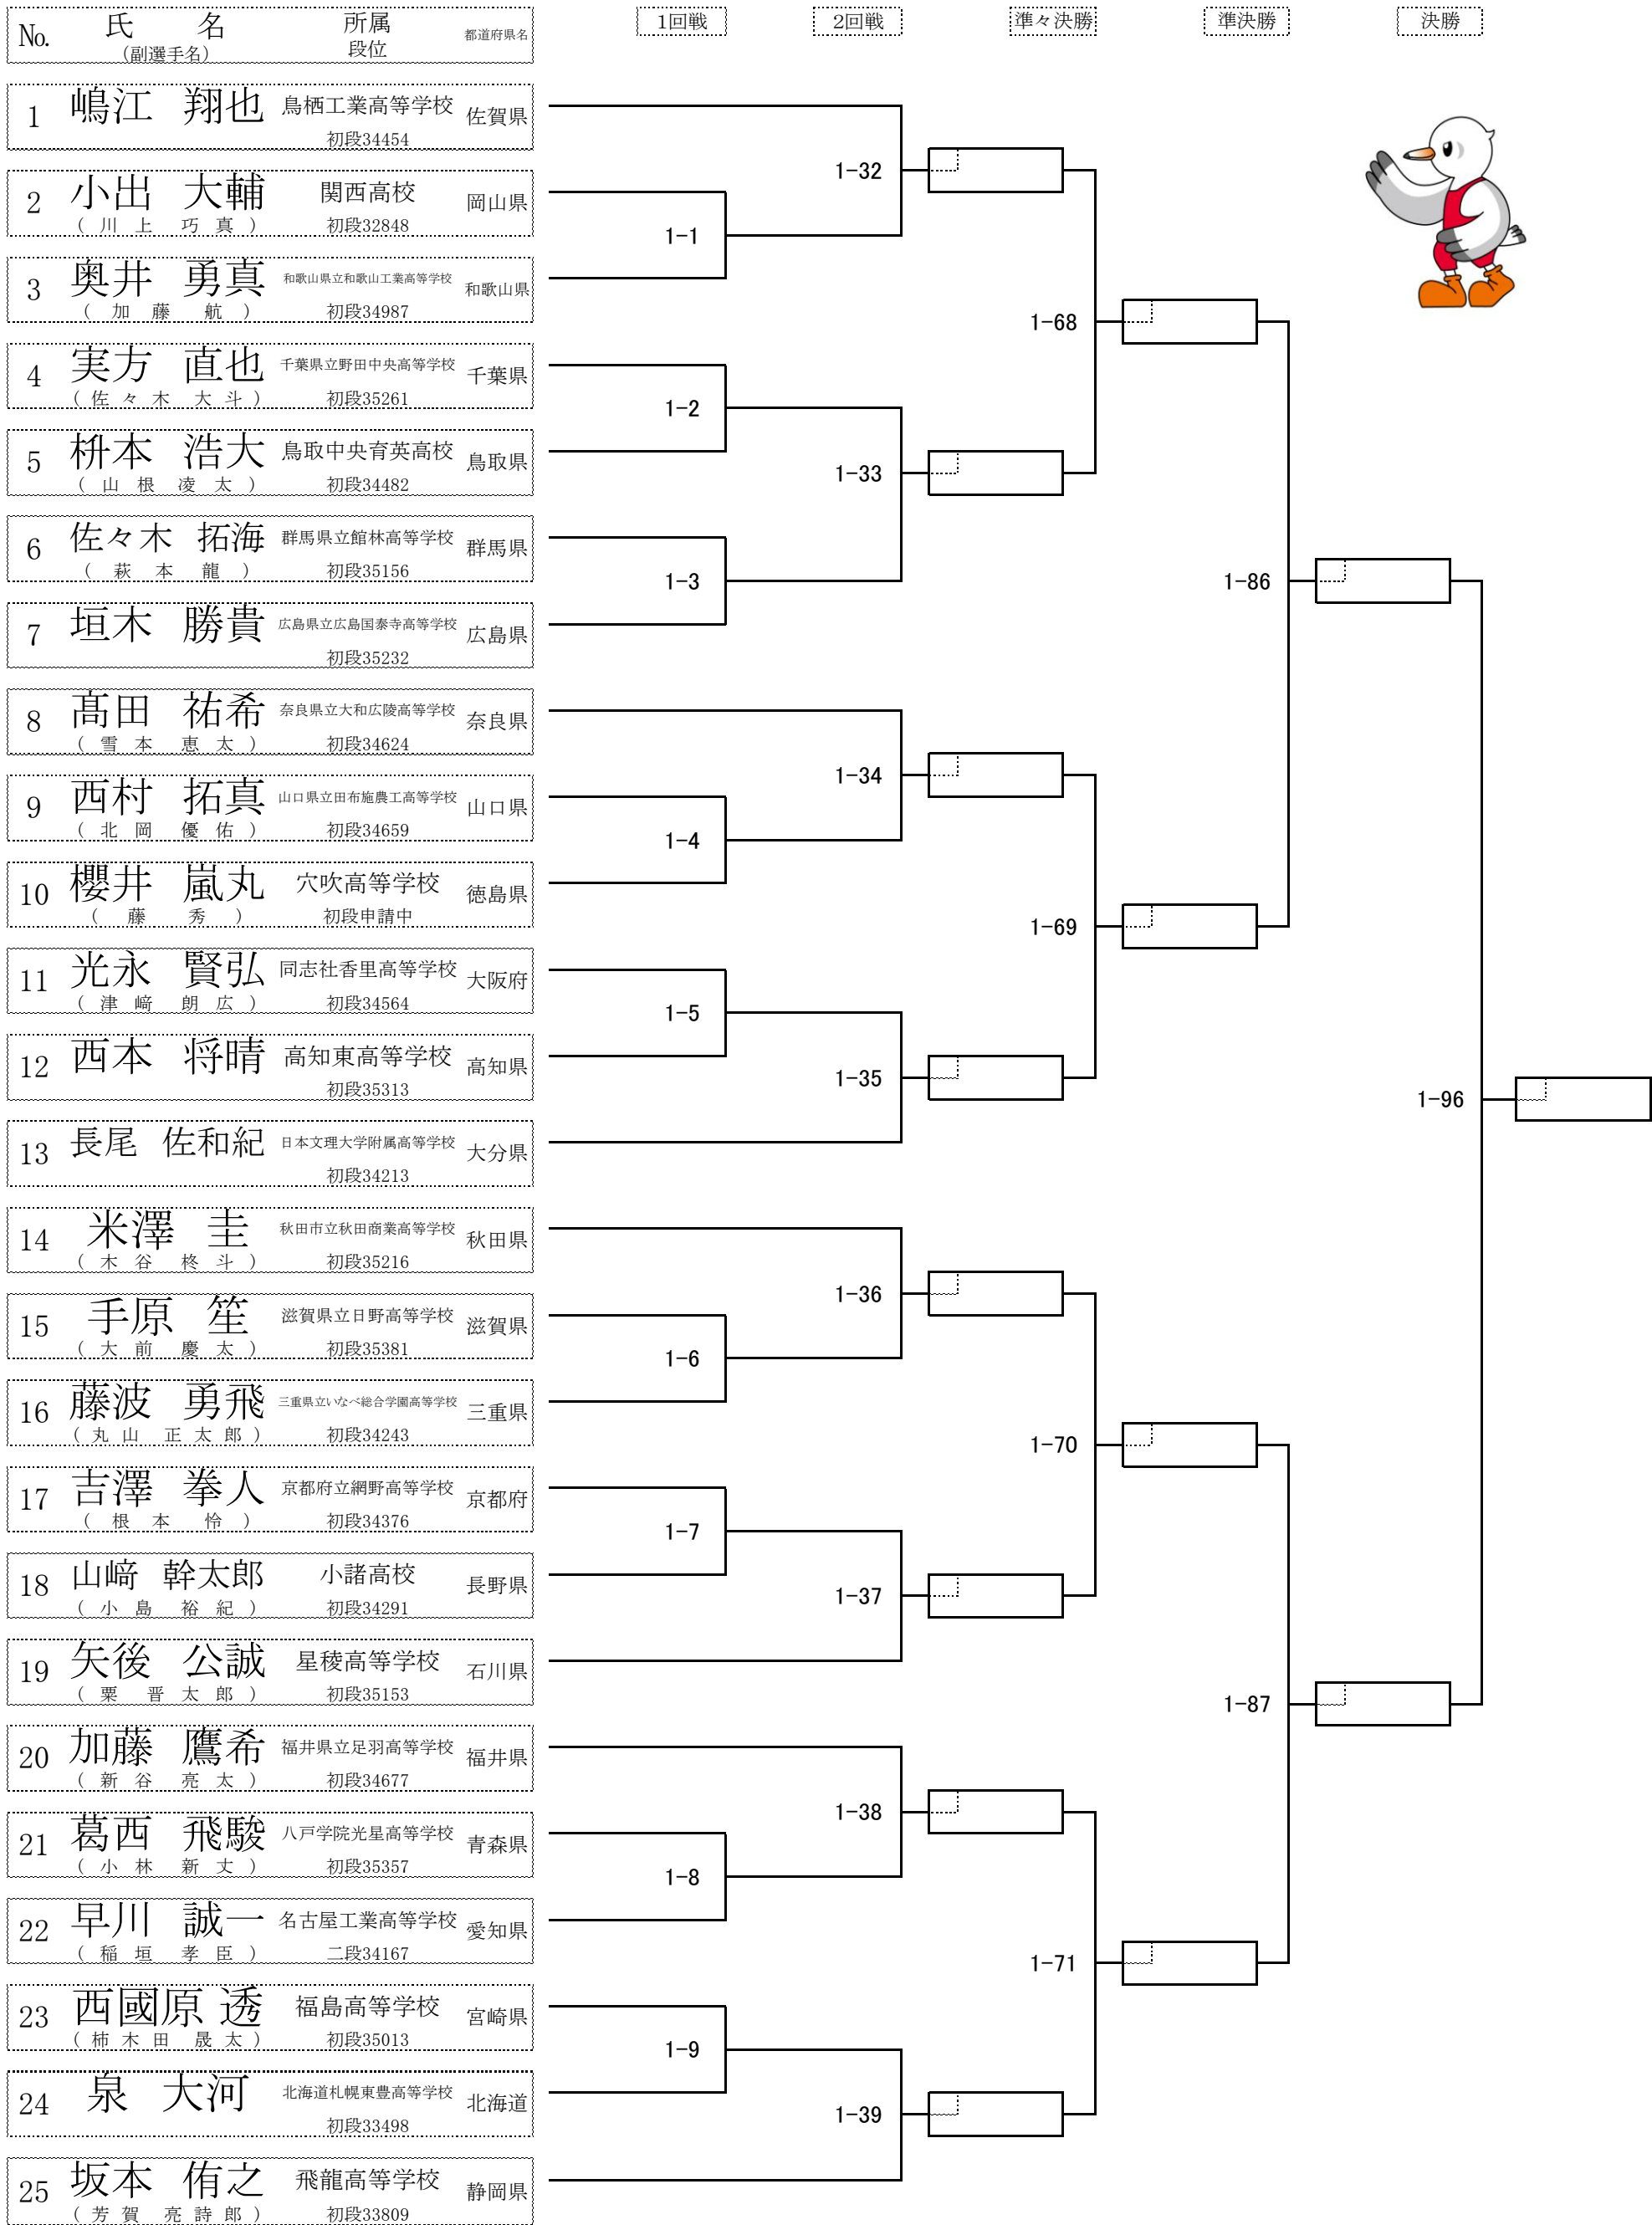 No. 氏 名 所属 都道府県名 1回戦 2回戦 準々決勝 準決勝 決勝
（副選手名） 段位
1 嶋江 翔也 鳥栖工業高等学校 佐賀県
初段34454
2 小出 大輔 関西高校 岡山県
（ 川 上 巧 真 ） 初段32848
3 奥井 勇真 和歌山県立和歌山工業高等学校 和歌山県
（ 加 藤 航 ） 初段34987
4 実方 直也 千葉県立野田中央高等学校 千葉県
（ 佐 々 木 大 斗 ） 初段35261
5 枡本 浩大 鳥取中央育英高校 鳥取県
（ 山 根 凌 太 ） 初段34482
6 佐々木 拓海 群馬県立館林高等学校 群馬県
（ 萩 本 龍 ） 初段35156
7 垣木 勝貴 広島県立広島国泰寺高等学校 広島県
初段35232
8 髙田 祐希 奈良県立大和広陵高等学校 奈良県
（ 雪 本 恵 太 ） 初段34624
9 西村 拓真 山口県立田布施農工高等学校 山口県
（ 北 岡 優 佑 ） 初段34659
10 櫻井 嵐丸 穴吹高等学校 徳島県
（ 藤 秀 ） 初段申請中
11 光永 賢弘 同志社香里高等学校 大阪府
（ 津 﨑 朗 広 ） 初段34564
12 西本 将晴 高知東高等学校 高知県
初段35313
13 長尾 佐和紀 日本文理大学附属高等学校 大分県
初段34213
14 米澤 圭 秋田市立秋田商業高等学校 秋田県
（ 木 谷 柊 斗 ） 初段35216
15 手原 笙 滋賀県立日野高等学校 滋賀県
（ 大 前 慶 太 ） 初段35381
16 藤波 勇飛 三重県立いなべ総合学園高等学校 三重県
（ 丸 山 正 太 郎 ） 初段34243
17 吉澤 拳人 京都府立網野高等学校 京都府
（ 根 本 怜 ） 初段34376
18 山﨑 幹太郎 小諸高校 長野県
（ 小 島 裕 紀 ） 初段34291
19 矢後 公誠 星稜高等学校 石川県
（ 粟 晋 太 郎 ） 初段35153
20 加藤 鷹希 福井県立足羽高等学校 福井県
（ 新 谷 亮 太 ） 初段34677
21 葛西 飛駿 八戸学院光星高等学校 青森県
（ 小 林 新 丈 ） 初段35357
22 早川 誠一 名古屋工業高等学校 愛知県
（ 稲 垣 孝 臣 ） 二段34167
23 西國原 透 福島高等学校 宮崎県
（ 柿 木 田 晟 太 ） 初段35013
24 泉 大河 北海道札幌東豊高等学校 北海道
初段33498
25 坂本 侑之 飛龍高等学校 静岡県
（ 芳 賀 亮 詩 郎 ） 初段33809
1-1
1-2
1-3
1-4
1-5
1-6
1-7
1-8
1-9
1-32
1-33
1-34
1-35
1-36
1-37
1-38
1-39
1-68
1-69
1-70
1-71
1-86
1-87
1-96